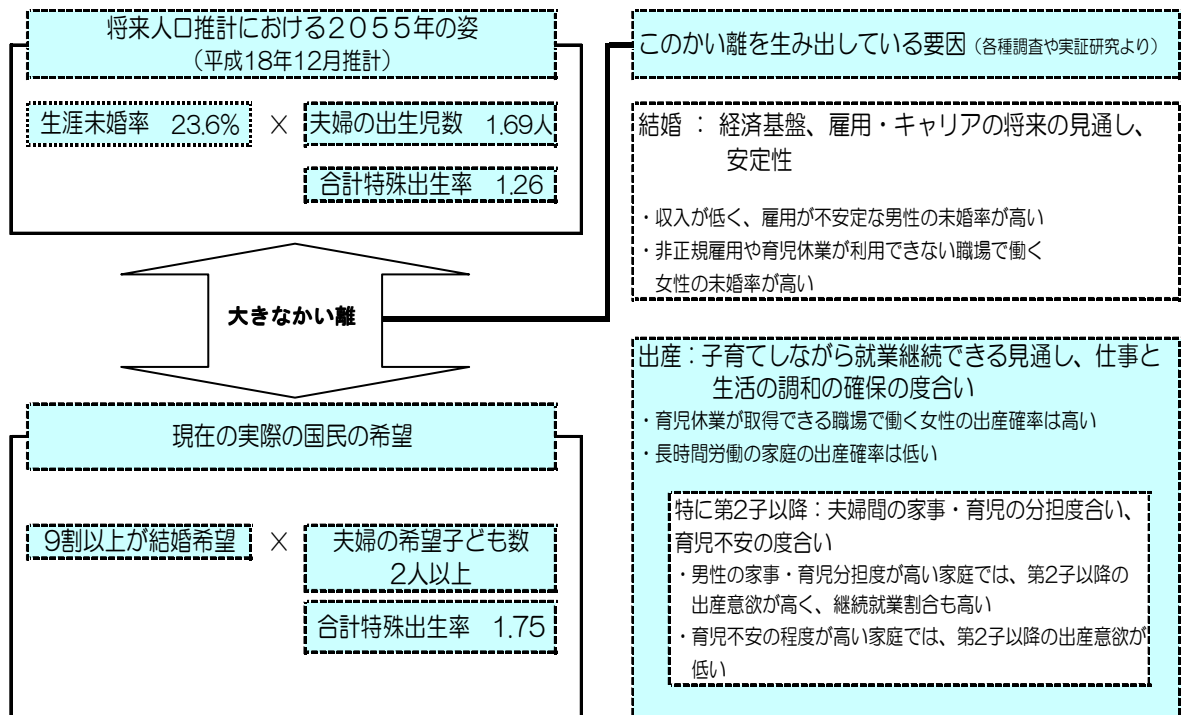 将来人口推計における２０５５年の姿
（平成18年12月推計）
生涯未婚率　23.6%　×　夫婦の出生児数　1.69人
合計特殊出生率　1.26
大きなかい離
現在の実際の国民の希望
9割以上が結婚希望　×　夫婦の希望子ども数
2人以上
合計特殊出生率　1.75
このかい離を生み出している要因（各種調査や実証研究より）
結婚 ： 経済基盤、雇用・キャリアの将来の見通し、
安定性
・収入が低く、雇用が不安定な男性の未婚率が高い
・非正規雇用や育児休業が利用できない職場で働く
女性の未婚率が高い
出産：子育てしながら就業継続できる見通し、仕事と
生活の調和の確保の度合い
・育児休業が取得できる職場で働く女性の出産確率は高い
・長時間労働の家庭の出産確率は低い
特に第2子以降：夫婦間の家事・育児の分担度合い、
育児不安の度合い
・男性の家事・育児分担度が高い家庭では、第2子以降の
出産意欲が高く、継続就業割合も高い
・育児不安の程度が高い家庭では、第2子以降の出産意欲が
低い